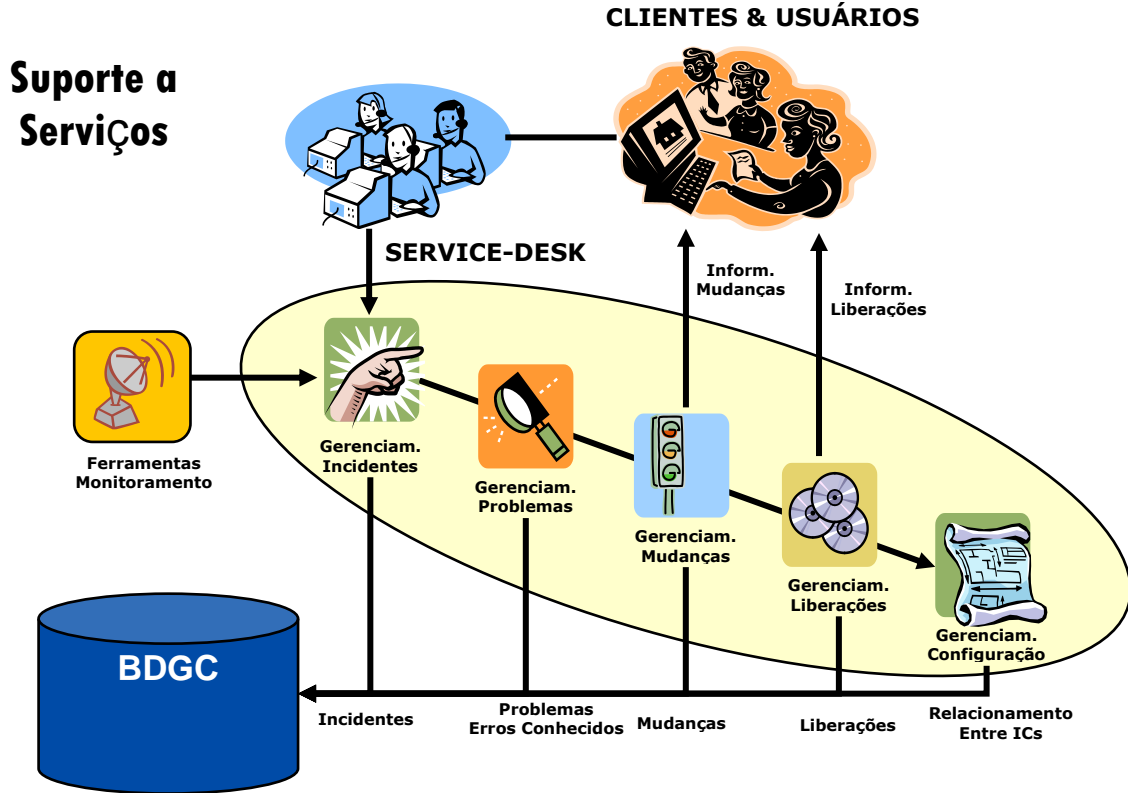 CLIENTES & USUÁRIOS
Suporte a
Serviços
SERVICE-DESK
Inform.
Mudanças
Inform.
Liberações
Ferramentas
Monitoramento
Gerenciam.
Incidentes
Gerenciam.
Problemas
Gerenciam.
Mudanças
Gerenciam.
Liberações
Gerenciam.
Configuração
BDGC
Incidentes
Problemas
Erros Conhecidos
Mudanças
Liberações
Relacionamento
Entre ICs